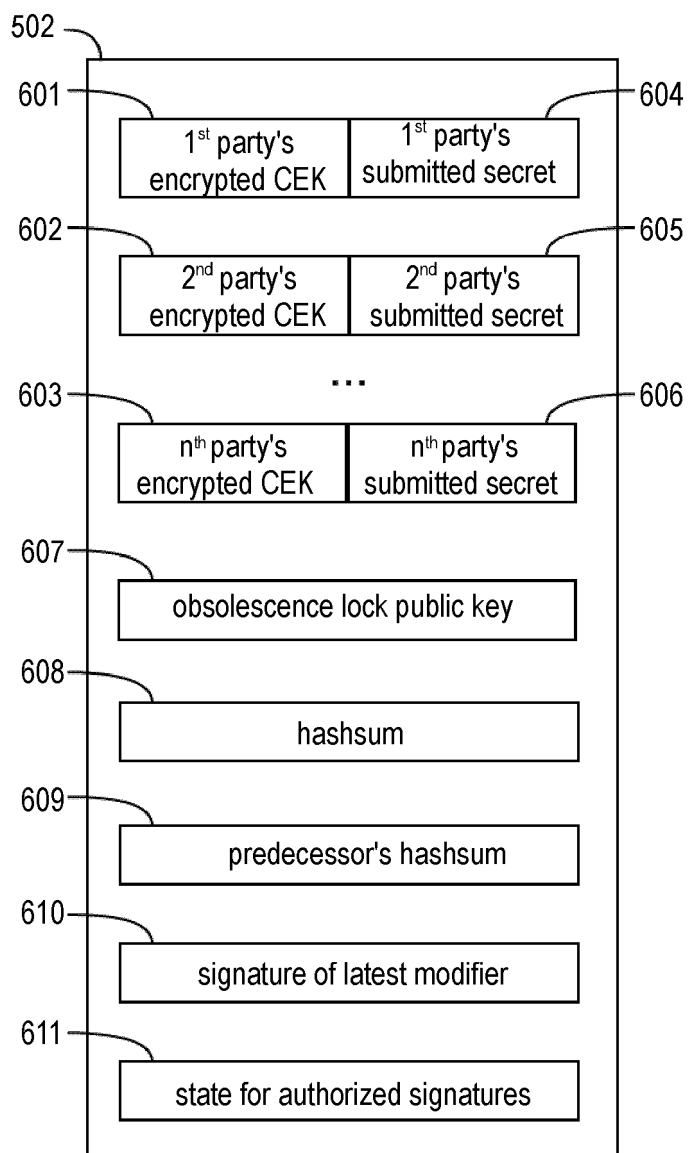 502
601
604
1st party's
encrypted CEK
1st party's
submitted secret
602
605
2nd party's
encrypted CEK
2nd party's
submitted secret
...
603
606
nth party's
encrypted CEK
nth party's
submitted secret
607
obsolescence lock public key
608
hashsum
609
predecessor's hashsum
610
signature of latest modifier
611
state for authorized signatures